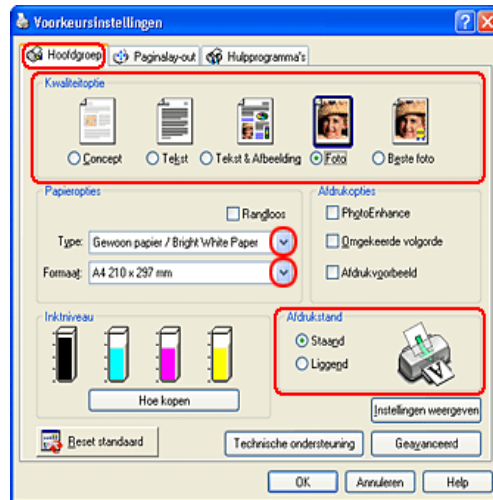 Voorkeursinstellingen
Hoofdgroep Paginalay-out Hulpprogramma's
Kwaliteitoptie
Concept Tekst Tekst & Afbeelding Foto Beste foto
Papieropties
Randloos
Type: Gewoon papier / Bright White Paper
Formaat: A4 210 x 297 mm
Afdrukopties
PhotoEnhance
Omgekeerde volgorde
Afdrukvoorbeeld
Inktniveau
Hoe kopen
Afdrukstand
Staand
Liggend
Instellingen weergeven
Reset standaard Technische ondersteuning Geavanceerd
OK Annuleren Help